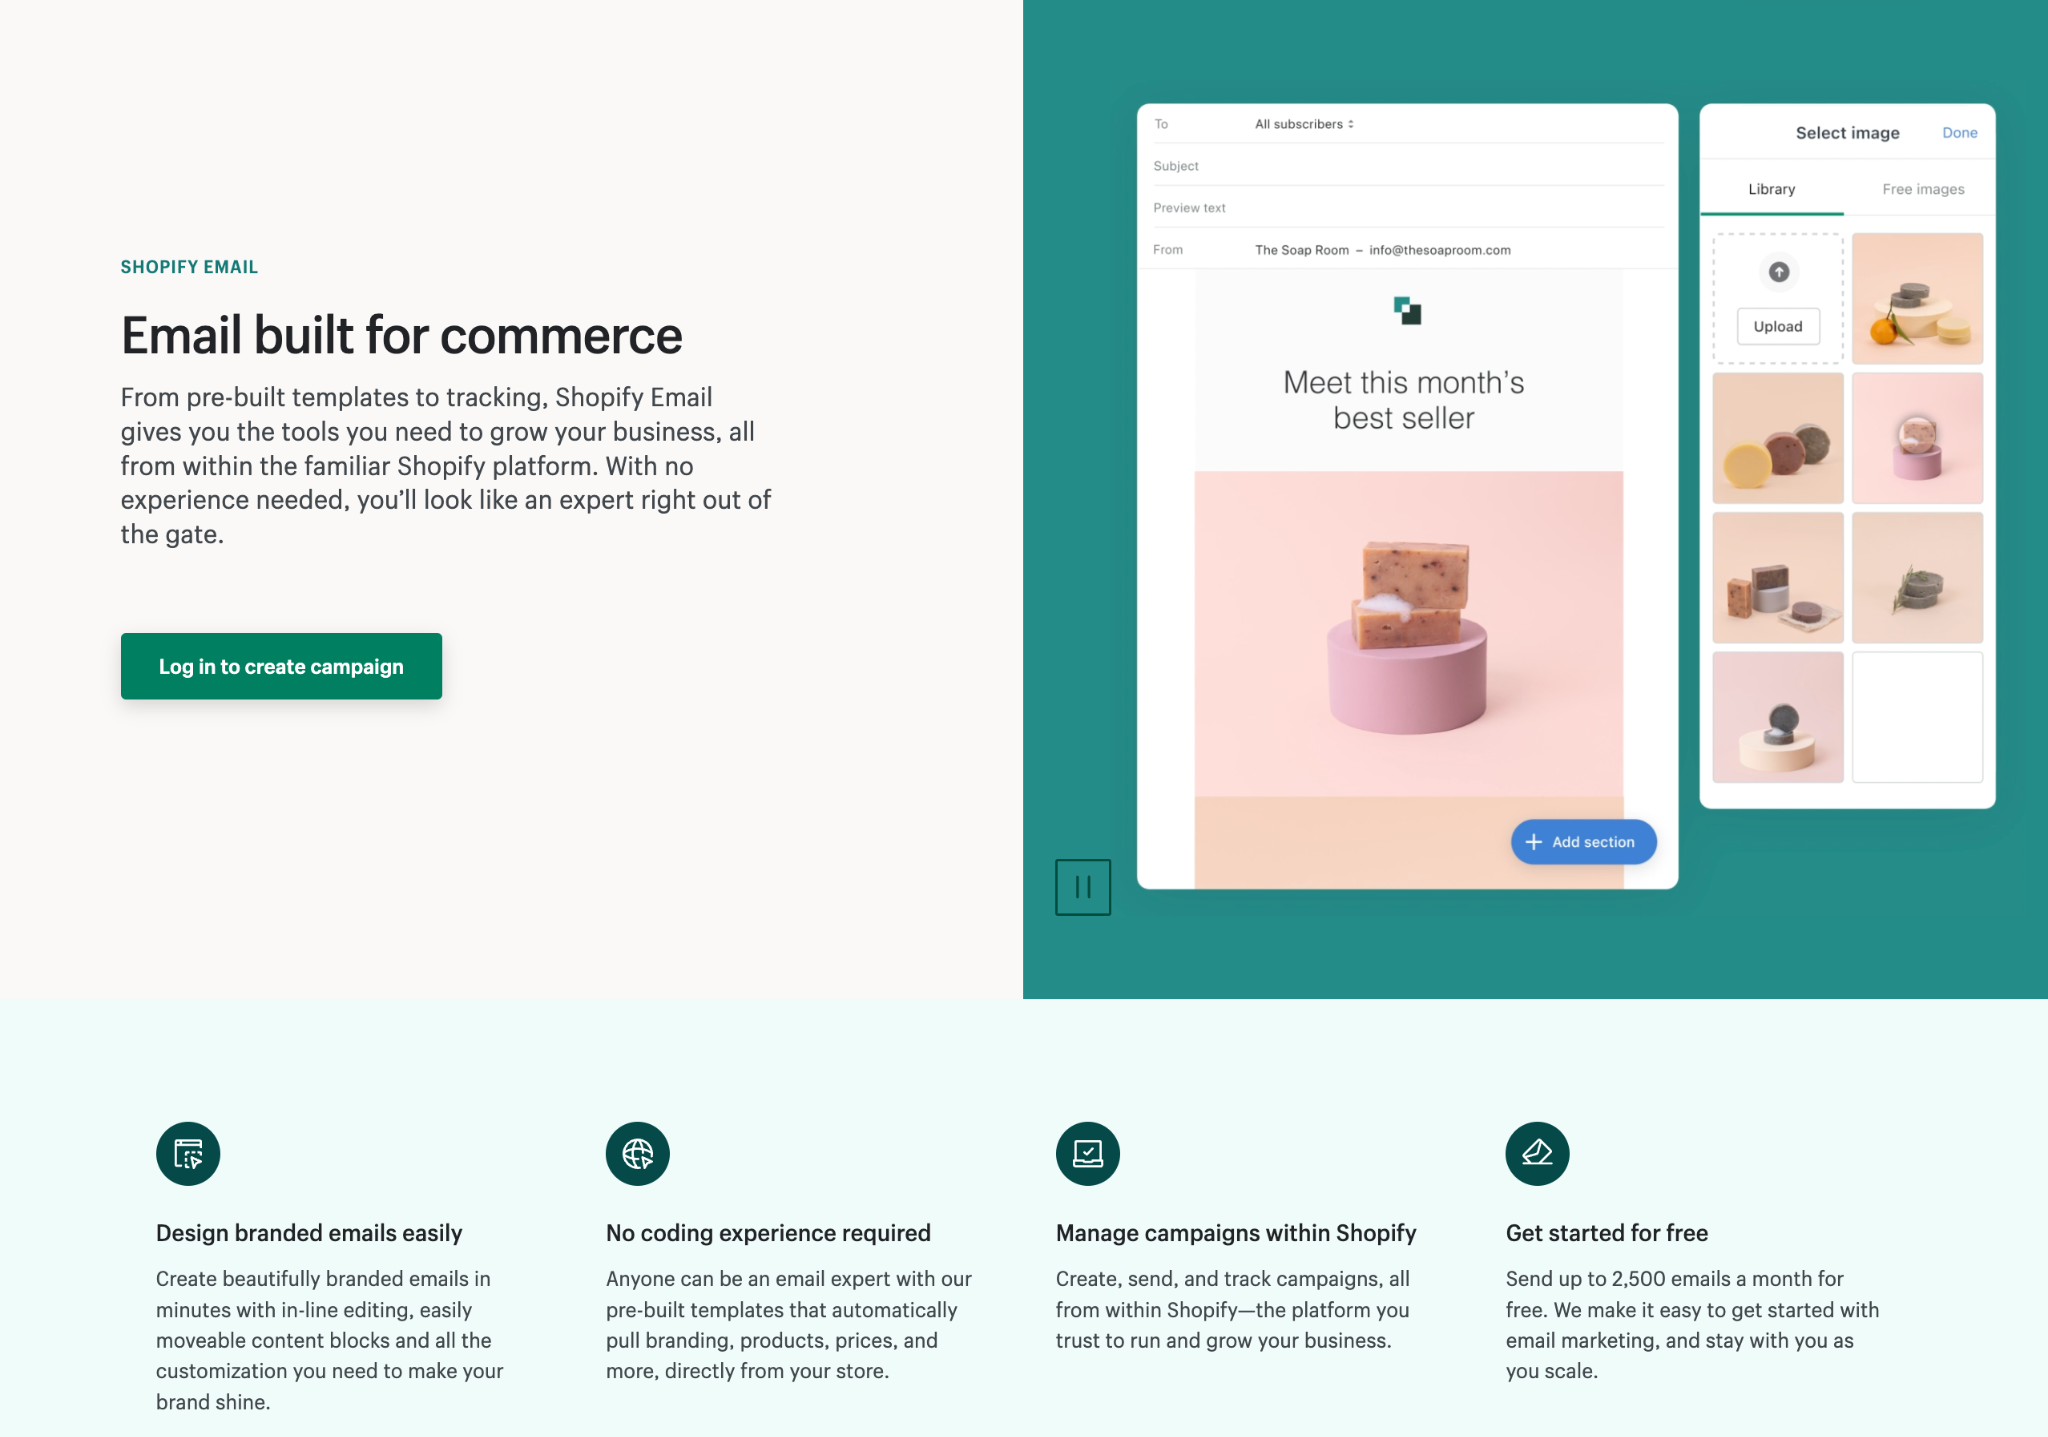 SHOPIFY EMAIL
Email built for commerce
From pre-built templates to tracking, Shopify Email
gives you the tools you need to grow your business, all
from within the familiar Shopify platform. With no
experience needed, you’ll look like an expert right out of
the gate.
Log in to create campaign
To
All subscribers
Subject
Preview text
From
The Soap Room – info@thesoaproom.com
Meet this month’s
best seller
Add section
Select image
Done
Library
Free images
Upload
Design branded emails easily
Create beautifully branded emails in
minutes with in-line editing, easily
moveable content blocks and all the
customization you need to make your
brand shine.
No coding experience required
Anyone can be an email expert with our
pre-built templates that automatically
pull branding, products, prices, and
more, directly from your store.
Manage campaigns within Shopify
Create, send, and track campaigns, all
from within Shopify—the platform you
trust to run and grow your business.
Get started for free
Send up to 2,500 emails a month for
free. We make it easy to get started with
email marketing, and stay with you as
you scale.